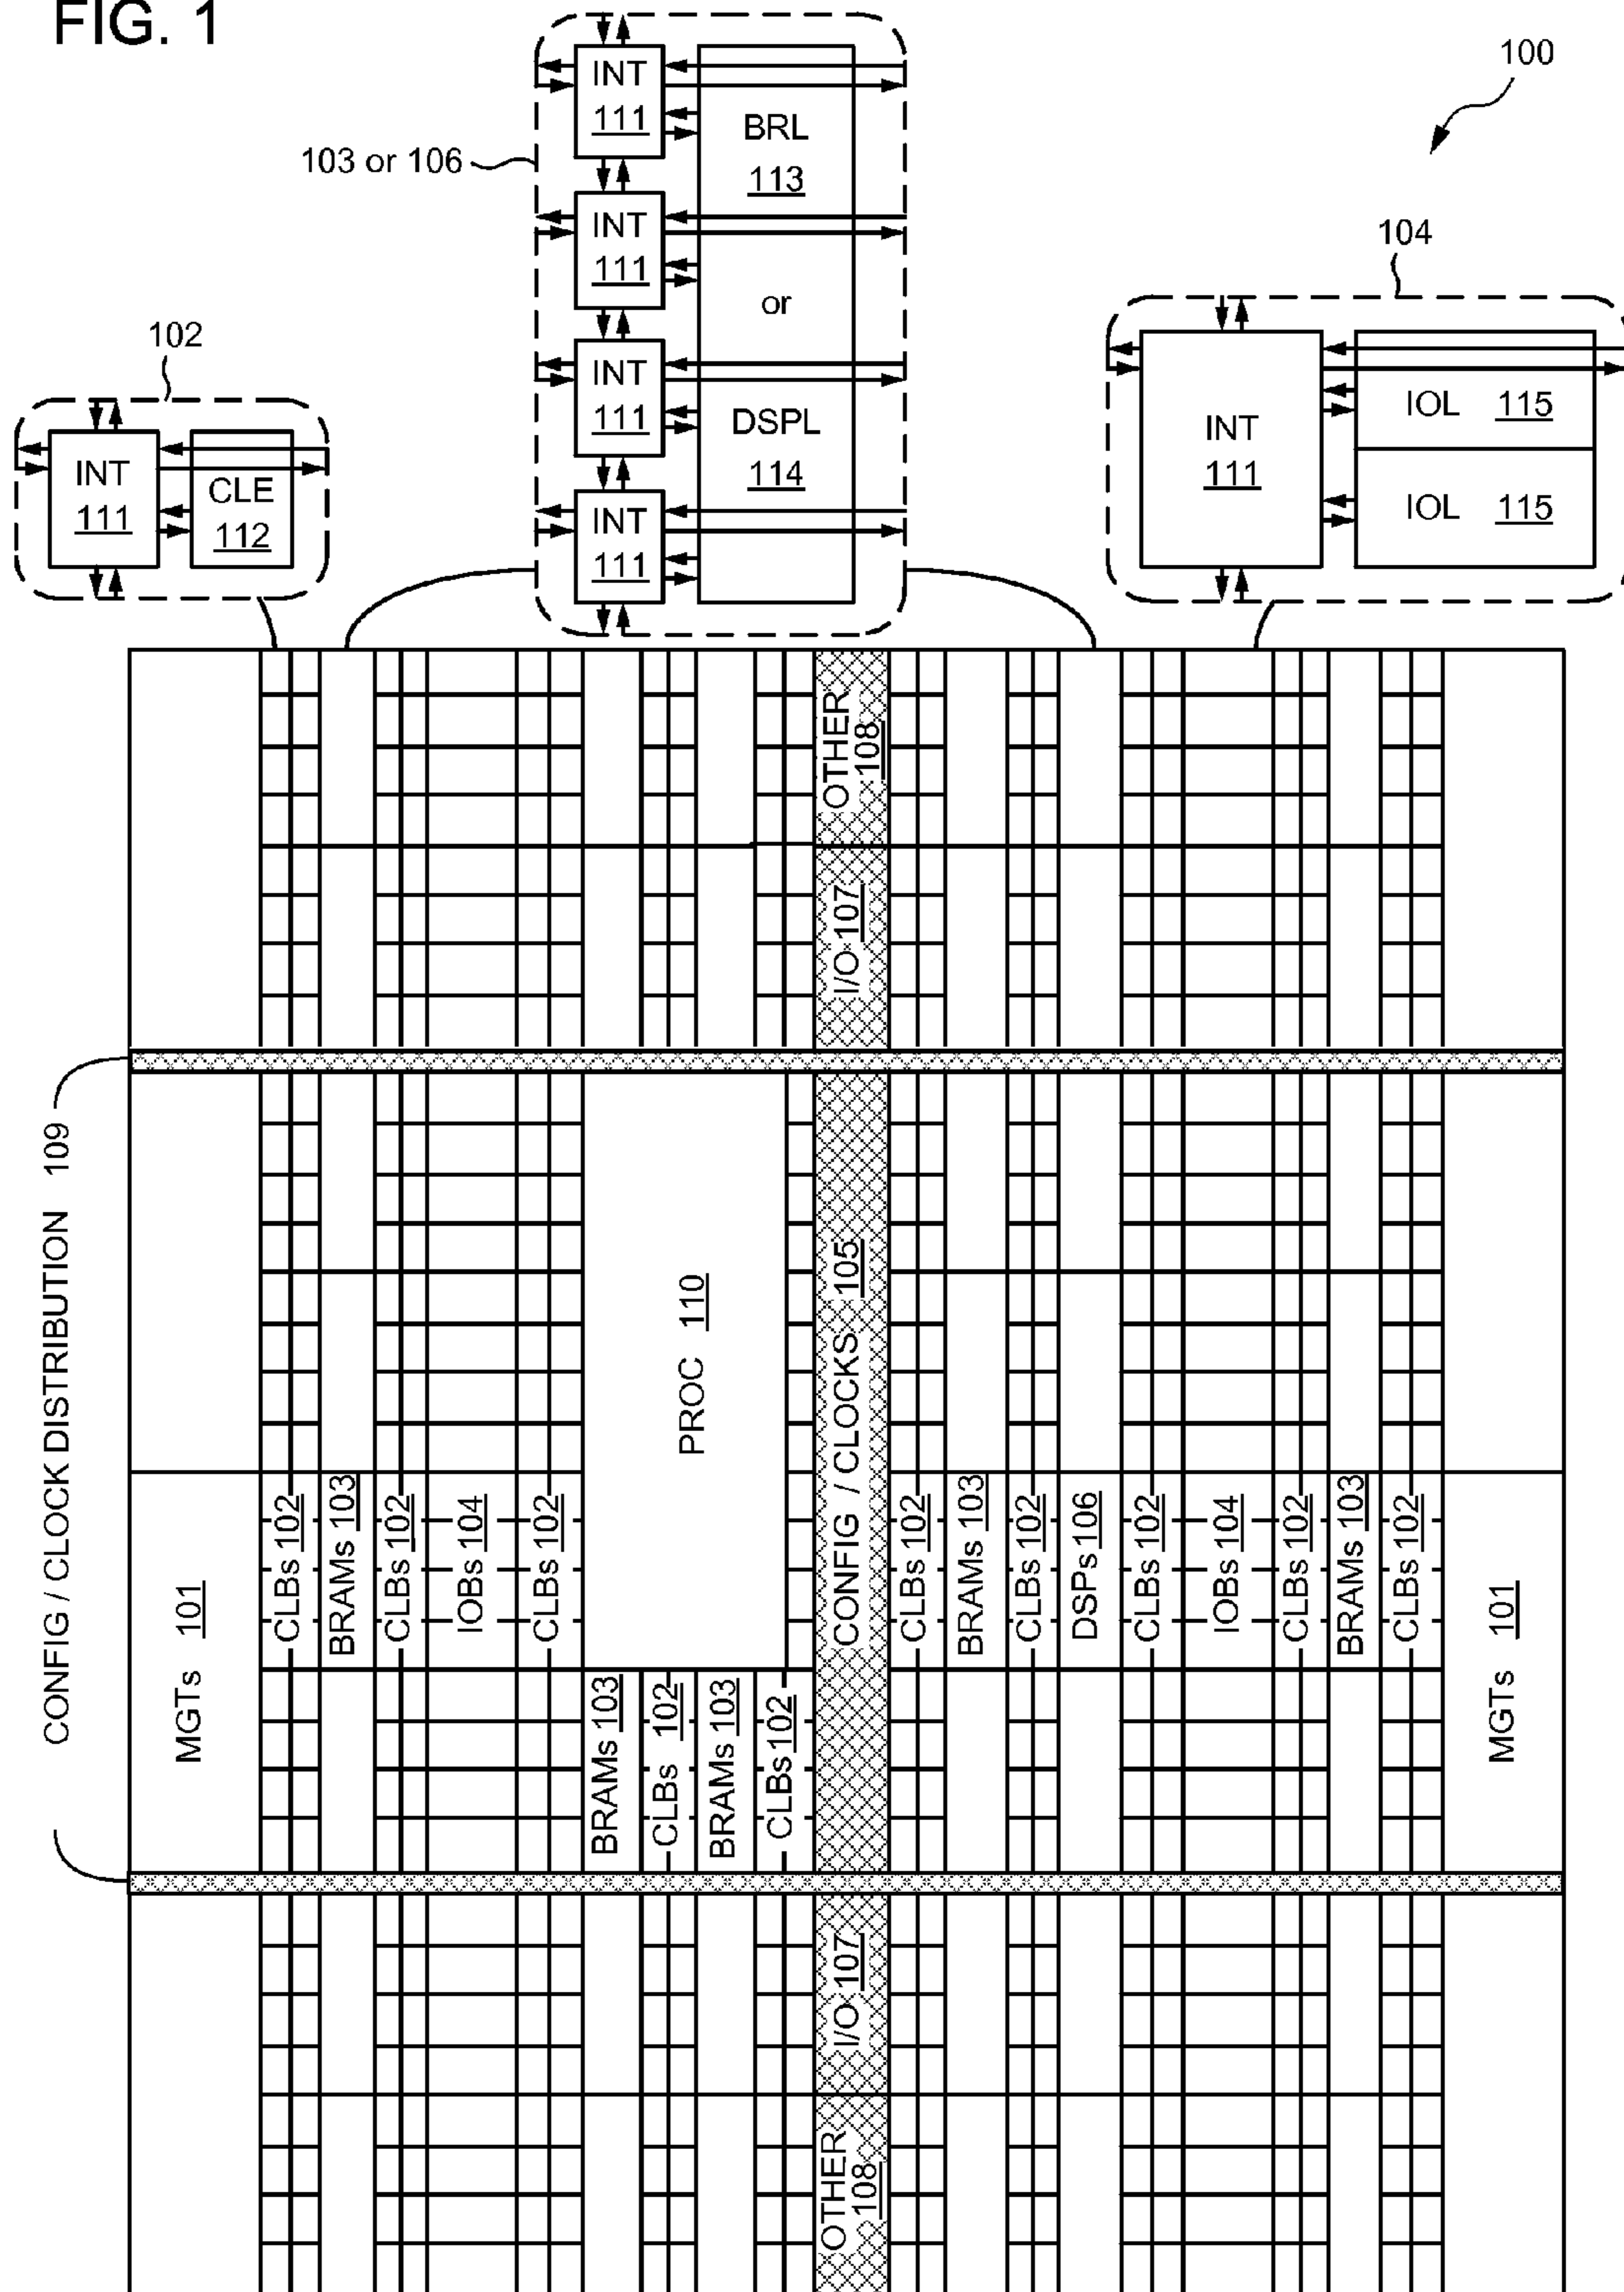 FIG. 1
100
103 or 106
INT
111
INT
111
INT
111
INT
111
BRL
113
or
DSPL
114
104
INT
111
IOL 115
IOL 115
102
INT
111
CLE
112
OTHER
108
I/O 107
CONFIG / CLOCK DISTRIBUTION 109
PROC 110
CONFIG / CLOCKS 105
MGTs 101
CLBs 102
BRAMs 103
CLBs 102
IOBs 104
CLBs 102
BRAMs 103
CLBs 102
BRAMs 103
CLBs 102
CLBs 102
BRAMs 103
CLBs 102
DSPs 106
CLBs 102
IOBs 104
CLBs 102
BRAMs 103
CLBs 102
MGTs 101
I/O 107
OTHER
108